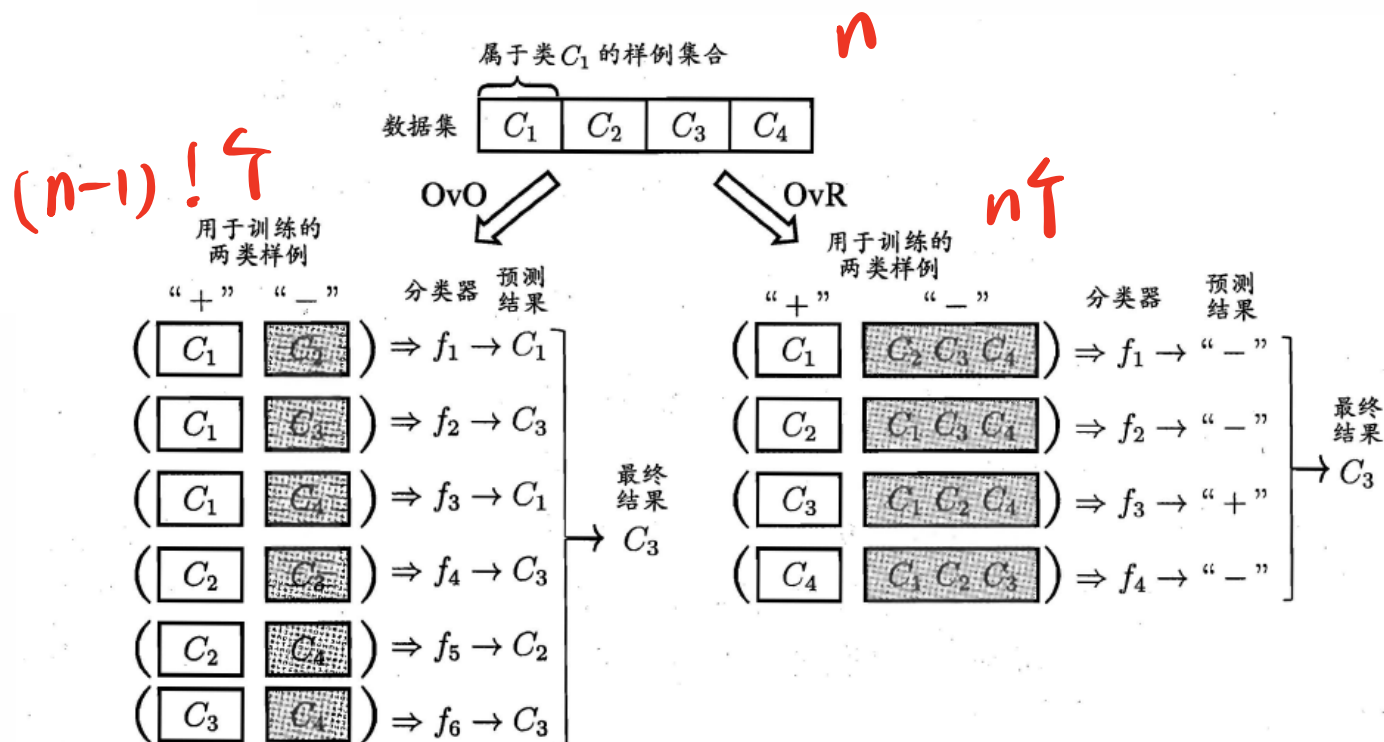 n
属于类 C₁ 的样例集合
数据集 C₁ C₂ C₃ C₄
(n-1)!个
OvO
OvR
n个
用于训练的
两类样例
“+” “−” 分类器 预测
结果
(C₁ C₂) ⇒ f₁ → C₁
(C₁ C₃) ⇒ f₂ → C₃
(C₁ C₄) ⇒ f₃ → C₁
(C₂ C₃) ⇒ f₄ → C₃
(C₂ C₄) ⇒ f₅ → C₂
(C₃ C₄) ⇒ f₆ → C₃
最终
结果
C₃
用于训练的
两类样例
“+” “−” 分类器 预测
结果
(C₁ C₂ C₃ C₄) ⇒ f₁ → “−”
(C₂ C₁ C₃ C₄) ⇒ f₂ → “−”
(C₃ C₁ C₂ C₄) ⇒ f₃ → “+”
(C₄ C₁ C₂ C₃) ⇒ f₄ → “−”
最终
结果
C₃